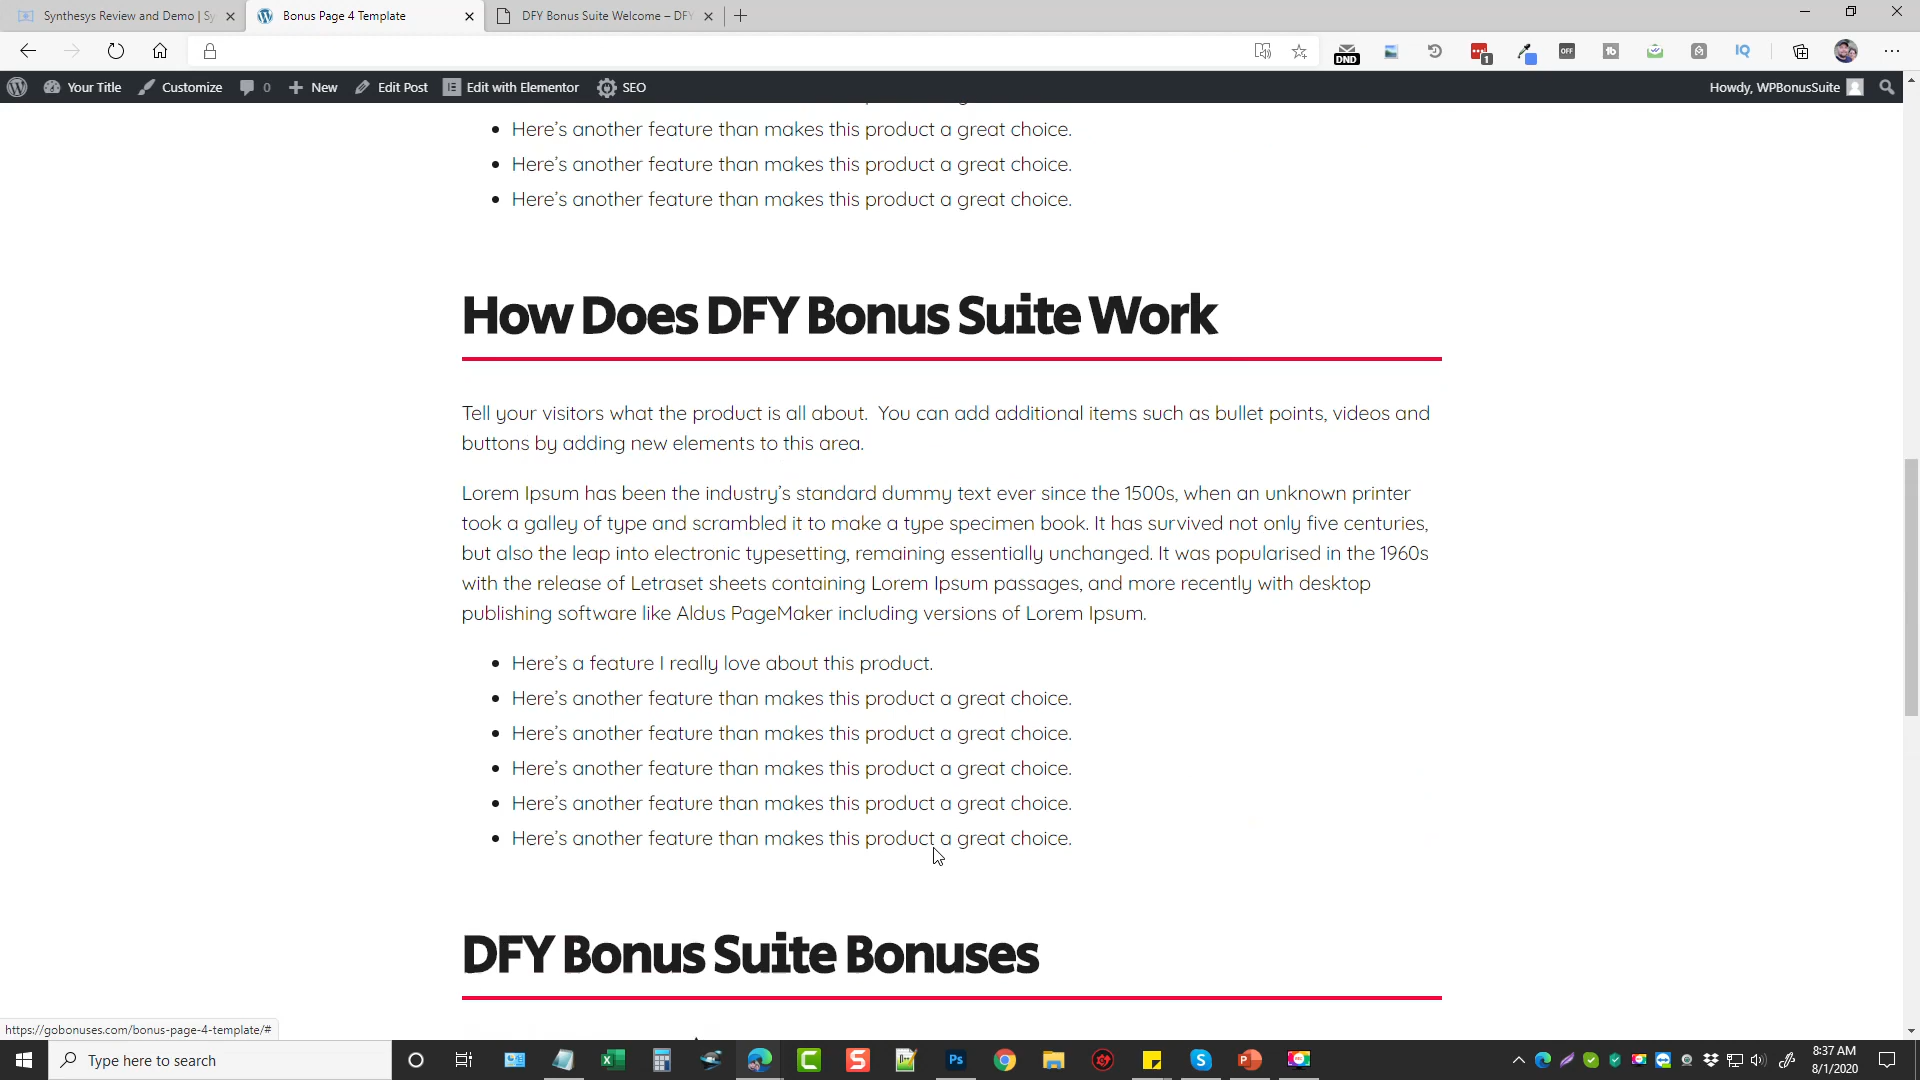 Synthesys Review and Demo | Sy
Bonus Page 4 Template
DFY Bonus Suite Welcome – DFY
DND
1
OFF
IQ
Your Title
Customize
0
New
Edit Post
Edit with Elementor
SEO
Howdy, WPBonusSuite
Here's another feature than makes this product a great choice.
Here's another feature than makes this product a great choice.
Here's another feature than makes this product a great choice.
How Does DFY Bonus Suite Work
Tell your visitors what the product is all about. You can add additional items such as bullet points, videos and
buttons by adding new elements to this area.
Lorem Ipsum has been the industry's standard dummy text ever since the 1500s, when an unknown printer
took a galley of type and scrambled it to make a type specimen book. It has survived not only five centuries,
but also the leap into electronic typesetting, remaining essentially unchanged. It was popularised in the 1960s
with the release of Letraset sheets containing Lorem Ipsum passages, and more recently with desktop
publishing software like Aldus PageMaker including versions of Lorem Ipsum.
Here's a feature I really love about this product.
Here's another feature than makes this product a great choice.
Here's another feature than makes this product a great choice.
Here's another feature than makes this product a great choice.
Here's another feature than makes this product a great choice.
Here's another feature than makes this product a great choice.
DFY Bonus Suite Bonuses
https://gobonuses.com/bonus-page-4-template/#
Type here to search
Ps
8:37 AM
8/1/2020